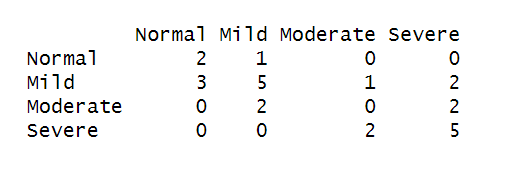 Normal Mild Moderate Severe
Normal 2 1 0 0
Mild 3 5 1 2
Moderate 0 2 0 2
Severe 0 0 2 5